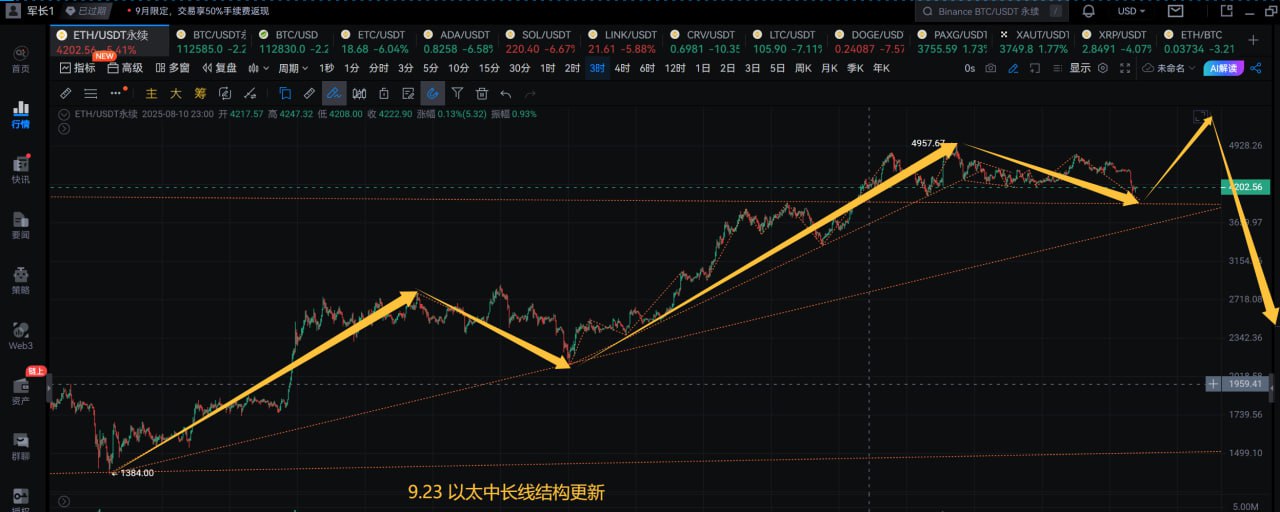 军长1 已过期 9月限定，交易享50%手续费返现 Binance BTC/USDT 永续 / USD
ETH/USDT永续 BTC/USDT永 BTC/USD ETC/USDT ADA/USDT SOL/USDT LINK/USDT CRV/USDT LTC/USDT DOGE/USD PAXG/USDT XAUT/USDT XRP/USDT ETH/BTC
4202.56 -5.41% 112585.0 -2.2 112830.0 -2.2 18.68 -6.04% 0.8258 -6.58% 220.40 -6.67% 21.61 -5.88% 0.6981 -10.35 105.90 -7.11% 0.24087 -7.57 3755.59 1.73% 3749.8 1.77% 2.8491 -4.07% 0.03734 -3.21
NEW
指标 高级 多窗 复盘 周期 1秒 1分 分时 3分 5分 10分 15分 30分 1时 2时 3时 4时 6时 12时 1日 2日 3日 5日 周K 月K 季K 年K 0s 显示 未命名 AI解读
主 大 筹
ETH/USDT永续 2025-08-10 23:00 开 4217.57 高 4247.32 低 4208.00 收 4222.90 涨幅 0.13%(5.32) 振幅 0.93%
首页
行情
快讯
要闻
策略
Web3
链上
资产
群聊
4957.67
4928.26
4202.56
2718.08
2342.36
1959.41
1739.56
1499.10
5.00M
1384.00
9.23 以太中长线结构更新